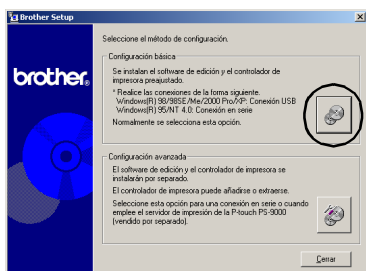 Brother Setup
Seleccione el método de configuración.
brother®
Configuración básica
Se instalan el software de edición y el controlador de
impresora preajustado.
* Realice las conexiones de la forma siguiente.
Windows(R) 98/98SE/Me/2000 Pro/XP: Conexión USB
Windows(R) 95/NT 4.0: Conexión en serie
Normalmente se selecciona esta opción.
Configuración avanzada
El software de edición y el controlador de impresora se
instalarán por separado.
El controlador de impresora puede añadirse o extraerse.
Seleccione esta opción para una conexión en serie o cuando
emplee el servidor de impresión de la P-touch PS-9000
(vendido por separado).
Cerrar